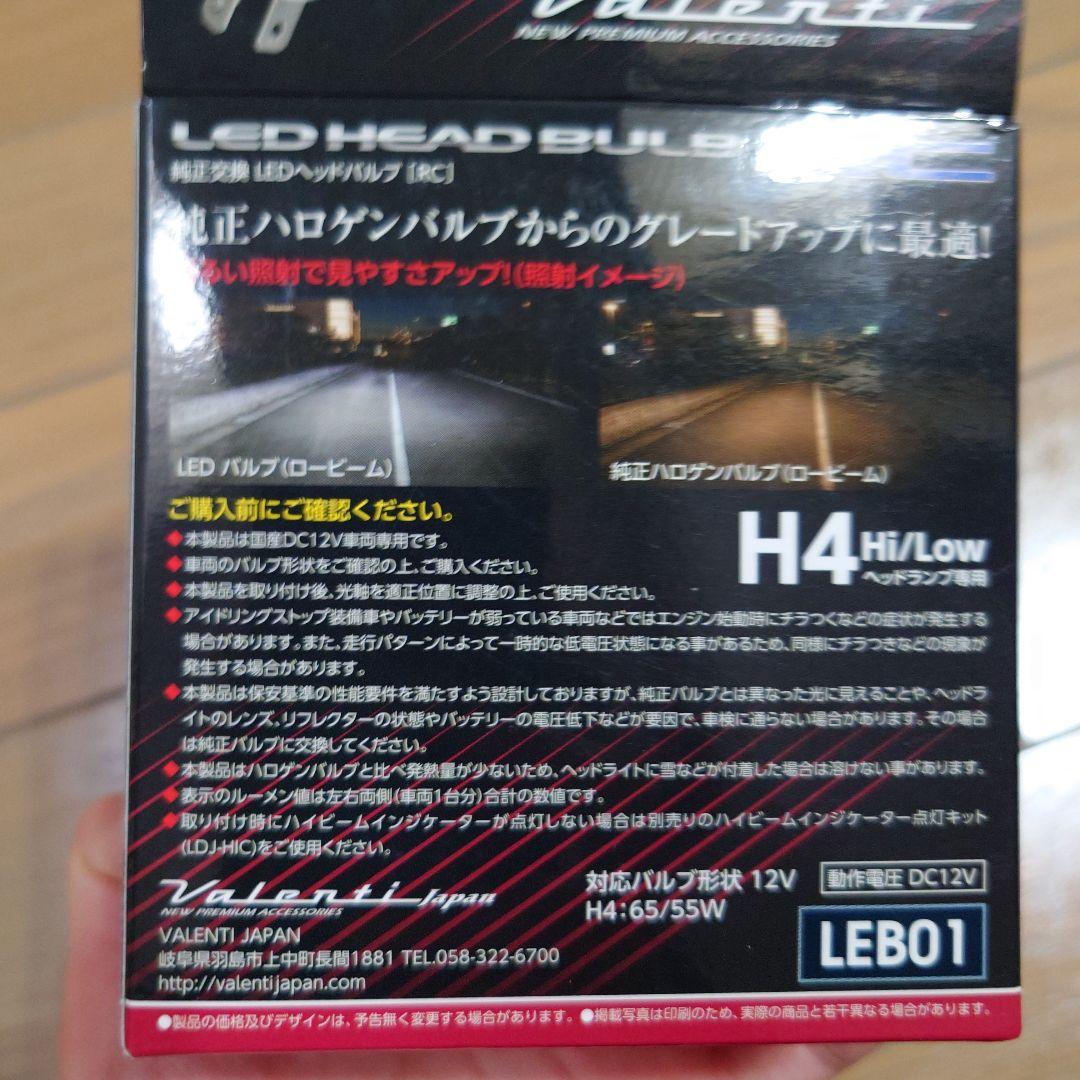 Valenti
NEW PREMIUM ACCESSORIES
LED HEAD BULB
純正交換 LEDヘッドバルブ [RC]
純正ハロゲンバルブからのグレードアップに最適!
るい照射で見やすさアップ!(照射イメージ)
LED バルブ(ロービーム)
純正ハロゲンバルブ(ロービーム)
ご購入前にご確認ください。
H4 Hi/Low
ヘッドランプ専用
◆本製品は国産DC12V車両専用です。
◆車両のバルブ形状をご確認の上、ご購入ください。
◆本製品を取り付け後、光軸を適正位置に調整の上、ご使用ください。
◆アイドリングストップ装備車やバッテリーが弱っている車両などではエンジン始動時にチラつくなどの症状が発生する
場合があります。また、走行パターンによって一時的な低電圧状態になる事があるため、同様にチラつきなどの現象が
発生する場合があります。
◆本製品は保安基準の性能要件を満たすよう設計しておりますが、純正バルブとは異なった光に見えることや、ヘッドラ
イトのレンズ、リフレクターの状態やバッテリーの電圧低下などが要因で、車検に通らない場合があります。その場合
は純正バルブに交換してください。
◆本製品はハロゲンバルブと比べ発熱量が少ないため、ヘッドライトに雪などが付着した場合は溶けない事があります。
◆表示のルーメン値は左右両側(車両1台分)合計の数値です。
◆取り付け時にハイビームインジケーターが点灯しない場合は別売りのハイビームインジケーター点灯キット
(LDJ-HIC)をご使用ください。
Valenti Japan
NEW PREMIUM ACCESSORIES
VALENTI JAPAN
岐阜県羽島市上中町長間1881 TEL.058-322-6700
http://valentijapan.com
対応バルブ形状 12V
H4:65/55W
動作電圧 DC12V
LEB01
●製品の価格及びデザインは、予告無く変更する場合があります。 ●掲載写真は印刷のため、実際の商品と若干異なる場合があります。